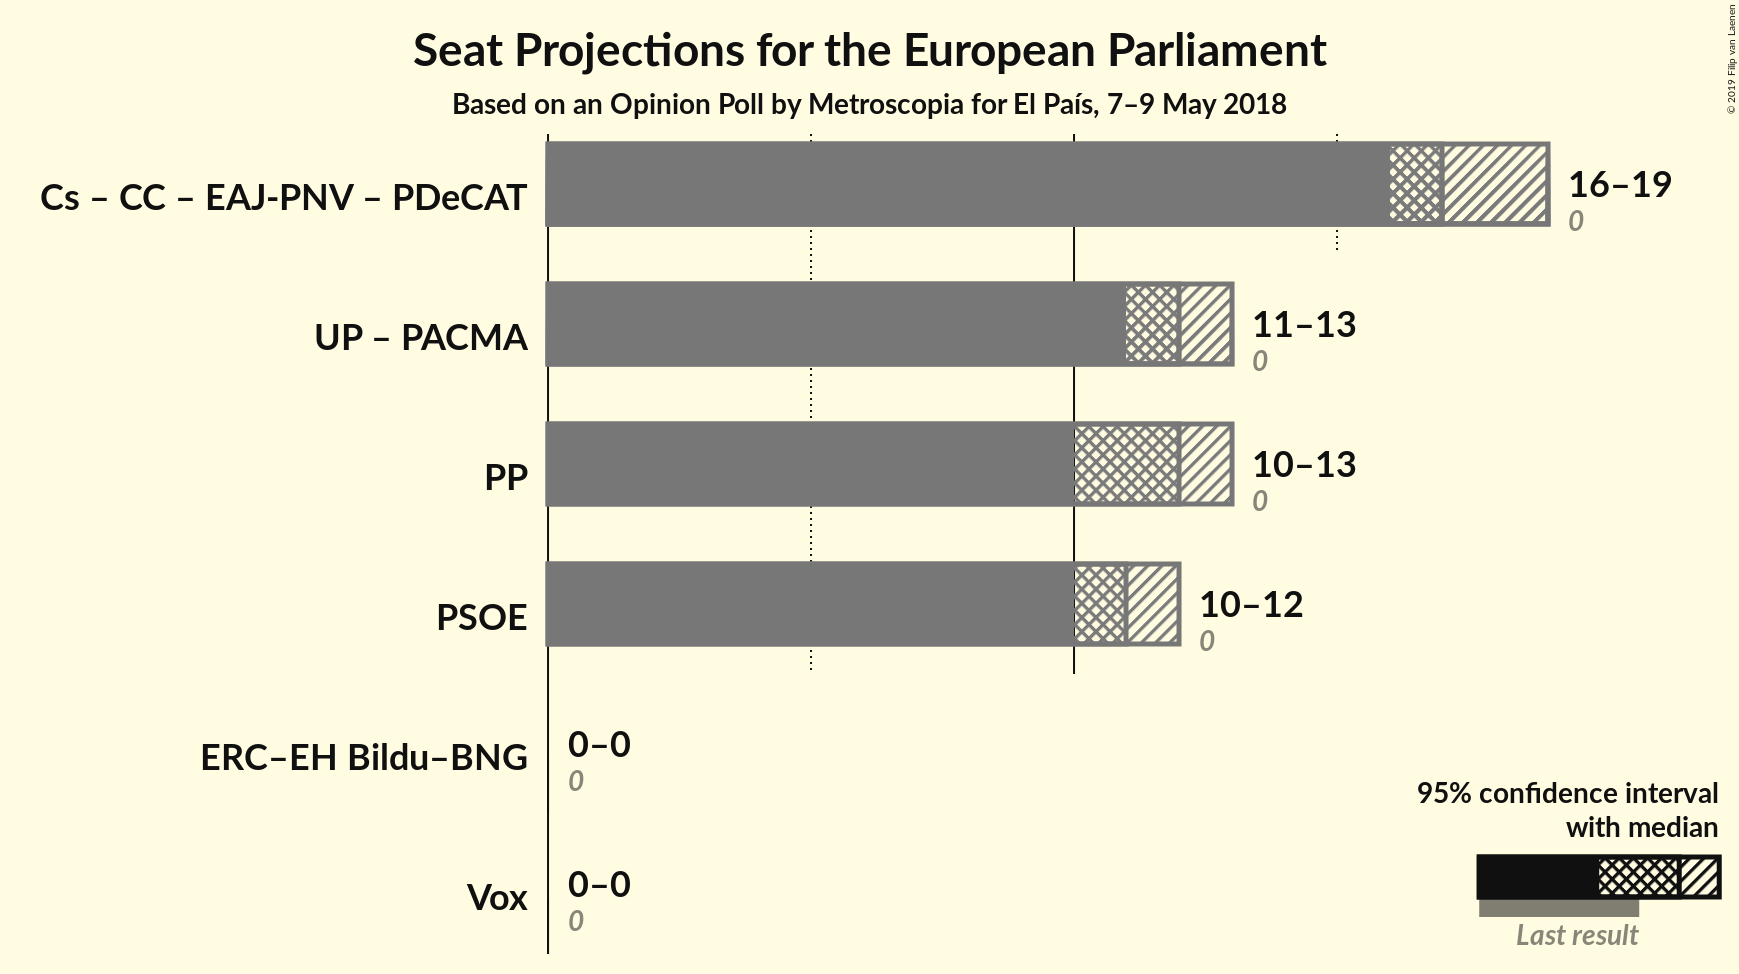 Seat Projections for the European Parliament
Based on an Opinion Poll by Metroscopia for El País, 7–9 May 2018
© 2019 Filip van Laenen
Cs – CC – EAJ-PNV – PDeCAT
16–19
0
UP – PACMA
11–13
0
PP
10–13
0
PSOE
10–12
0
ERC–EH Bildu–BNG
0–0
0
Vox
0–0
0
95% confidence interval
with median
Last result